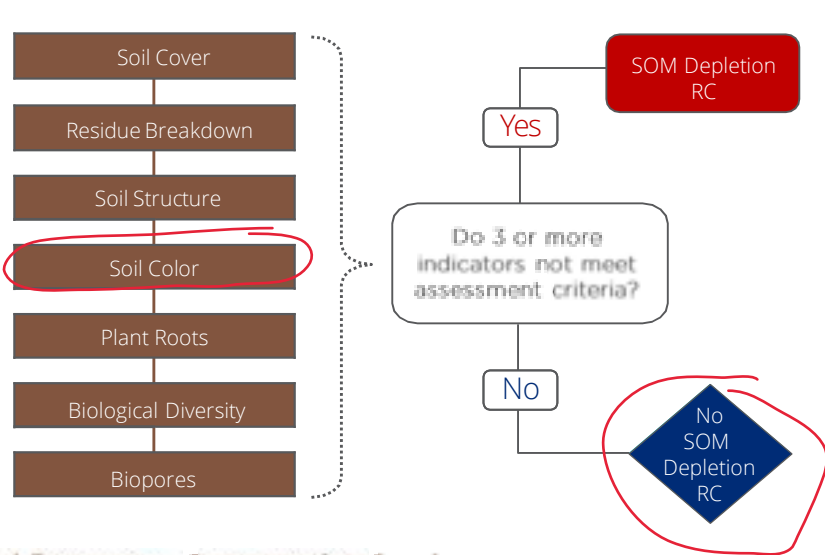 Soil Cover
Residue Breakdown
Soil Structure
Soil Color
Plant Roots
Biological Diversity
Biopores
SOM Depletion
RC
Yes
Do 3 or more
indicators not meet
assessment criteria?
No
No
SOM
Depletion
RC